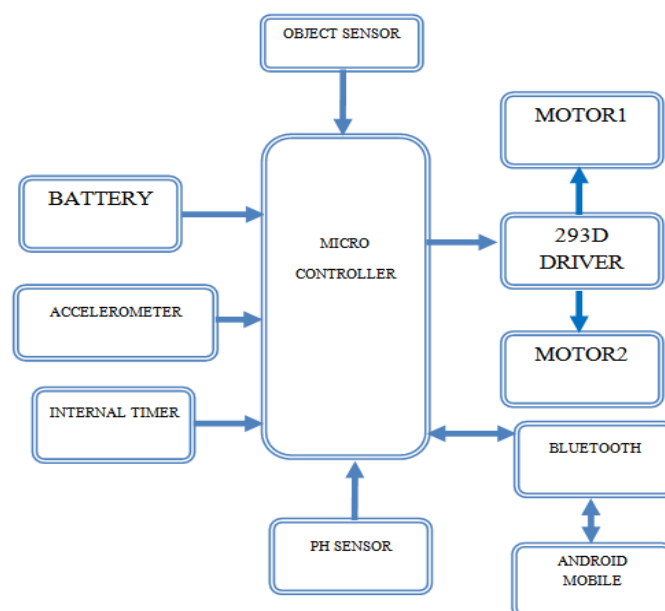 OBJECT SENSOR
MOTOR1
BATTERY
293D
DRIVER
MICRO
CONTROLLER
ACCELEROMETER
MOTOR2
INTERNAL TIMER
BLUETOOTH
PH SENSOR
ANDROID
MOBILE